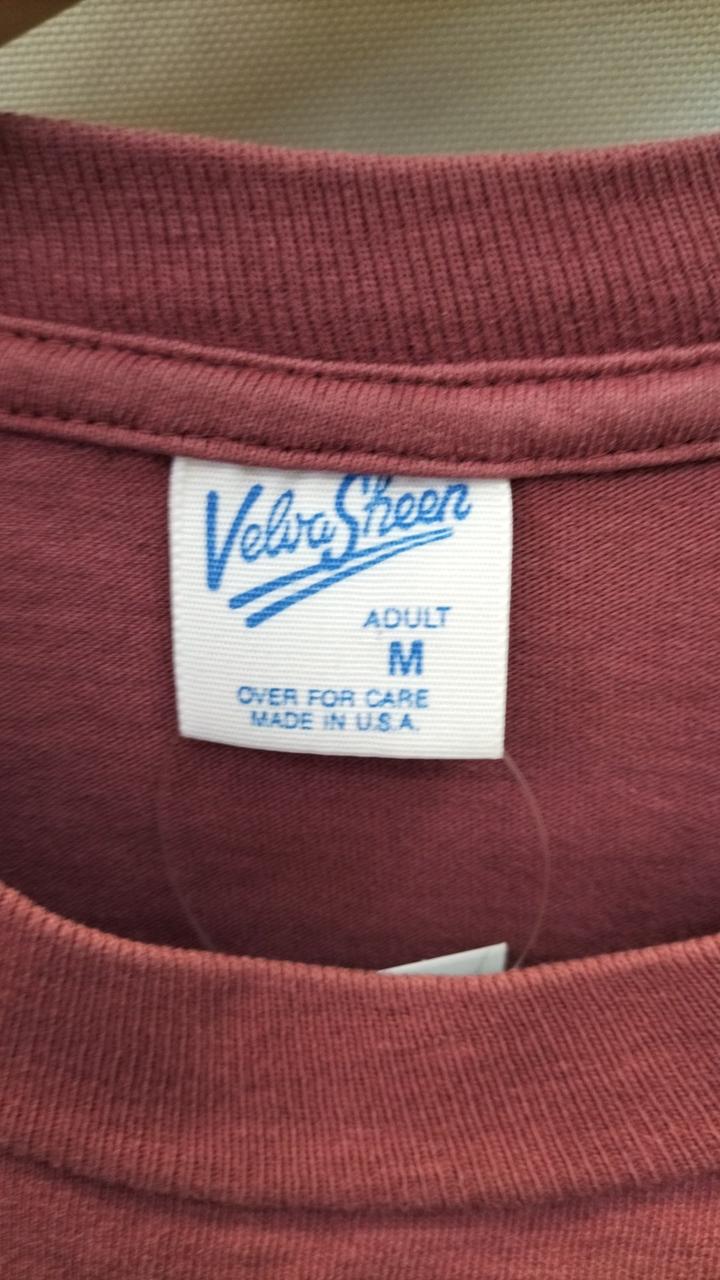 Velva Sheen
ADULT
M
OVER FOR CARE
MADE IN U.S.A.